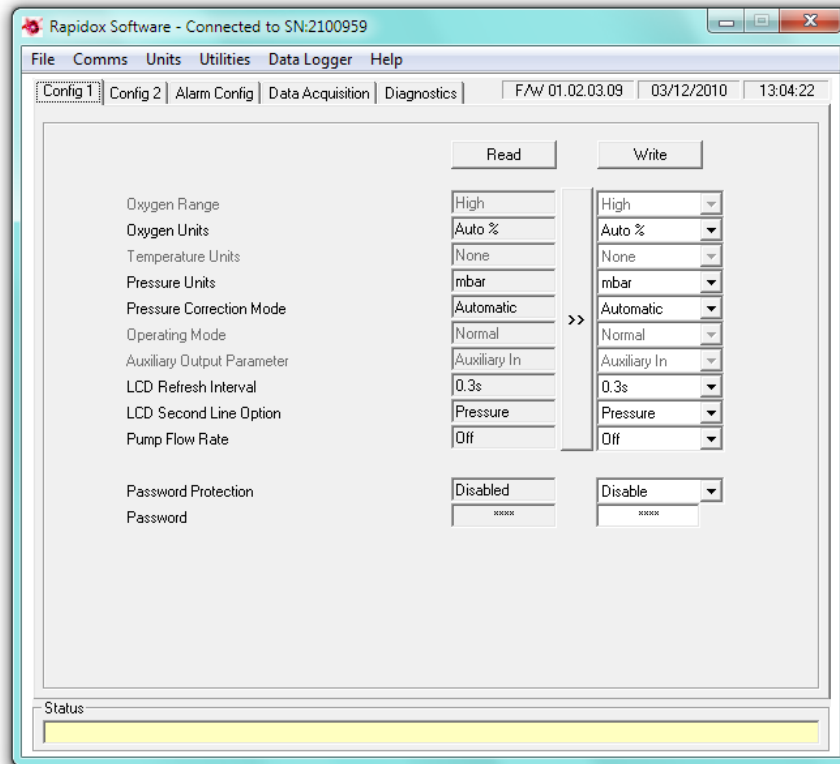 Rapidox Software - Connected to SN:2100959
File Comms Units Utilities Data Logger Help
Config 1 Config 2 Alarm Config Data Acquisition Diagnostics F/W 01.02.03.09 03/12/2010 13:04:22
Read Write
Oxygen Range High High
Oxygen Units Auto % Auto %
Temperature Units None None
Pressure Units mbar mbar
Pressure Correction Mode Automatic >> Automatic
Operating Mode Normal Normal
Auxiliary Output Parameter Auxiliary In Auxiliary In
LCD Refresh Interval 0.3s 0.3s
LCD Second Line Option Pressure Pressure
Pump Flow Rate Off Off
Password Protection Disabled Disable
Password **** ****
Status